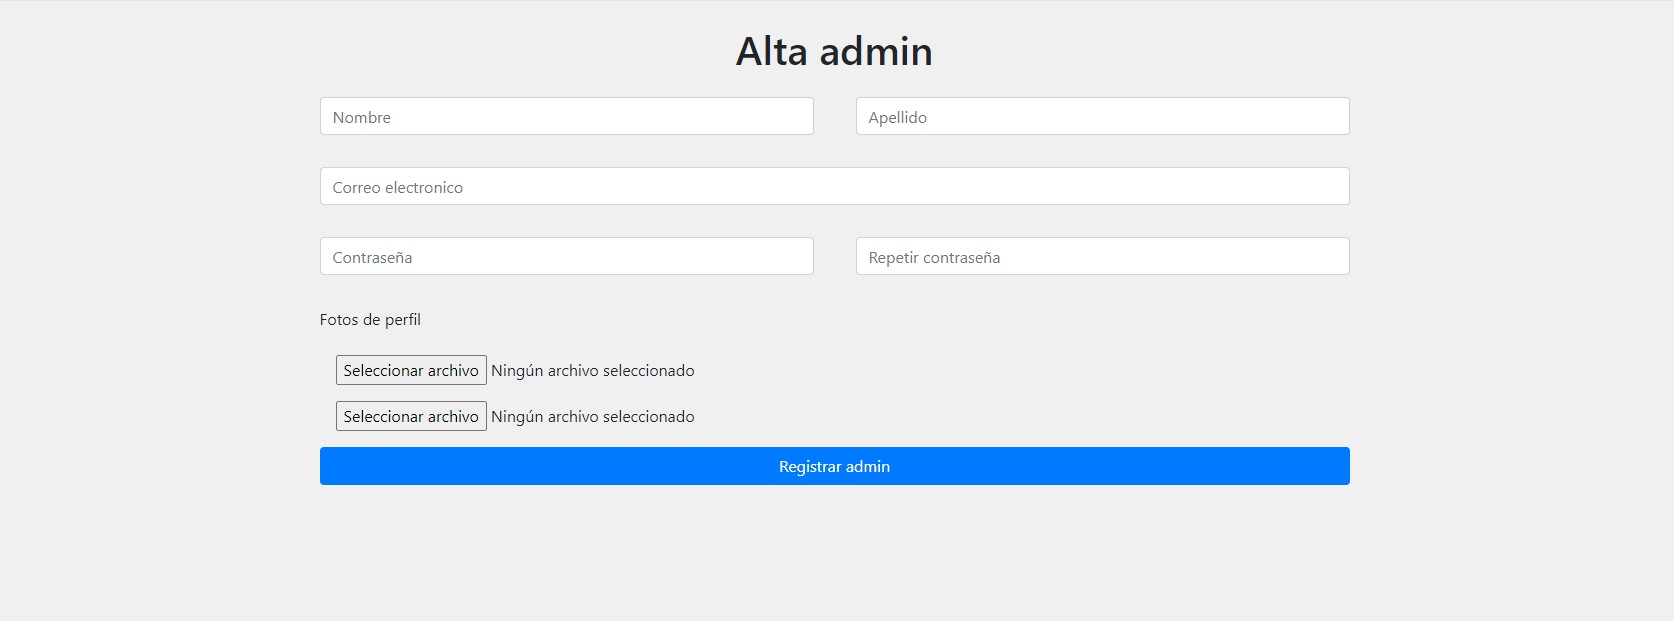 Alta admin
Nombre
Apellido
Correo electronico
Contraseña
Repetir contraseña
Fotos de perfil
Seleccionar archivo Ningún archivo seleccionado
Seleccionar archivo Ningún archivo seleccionado
Registrar admin